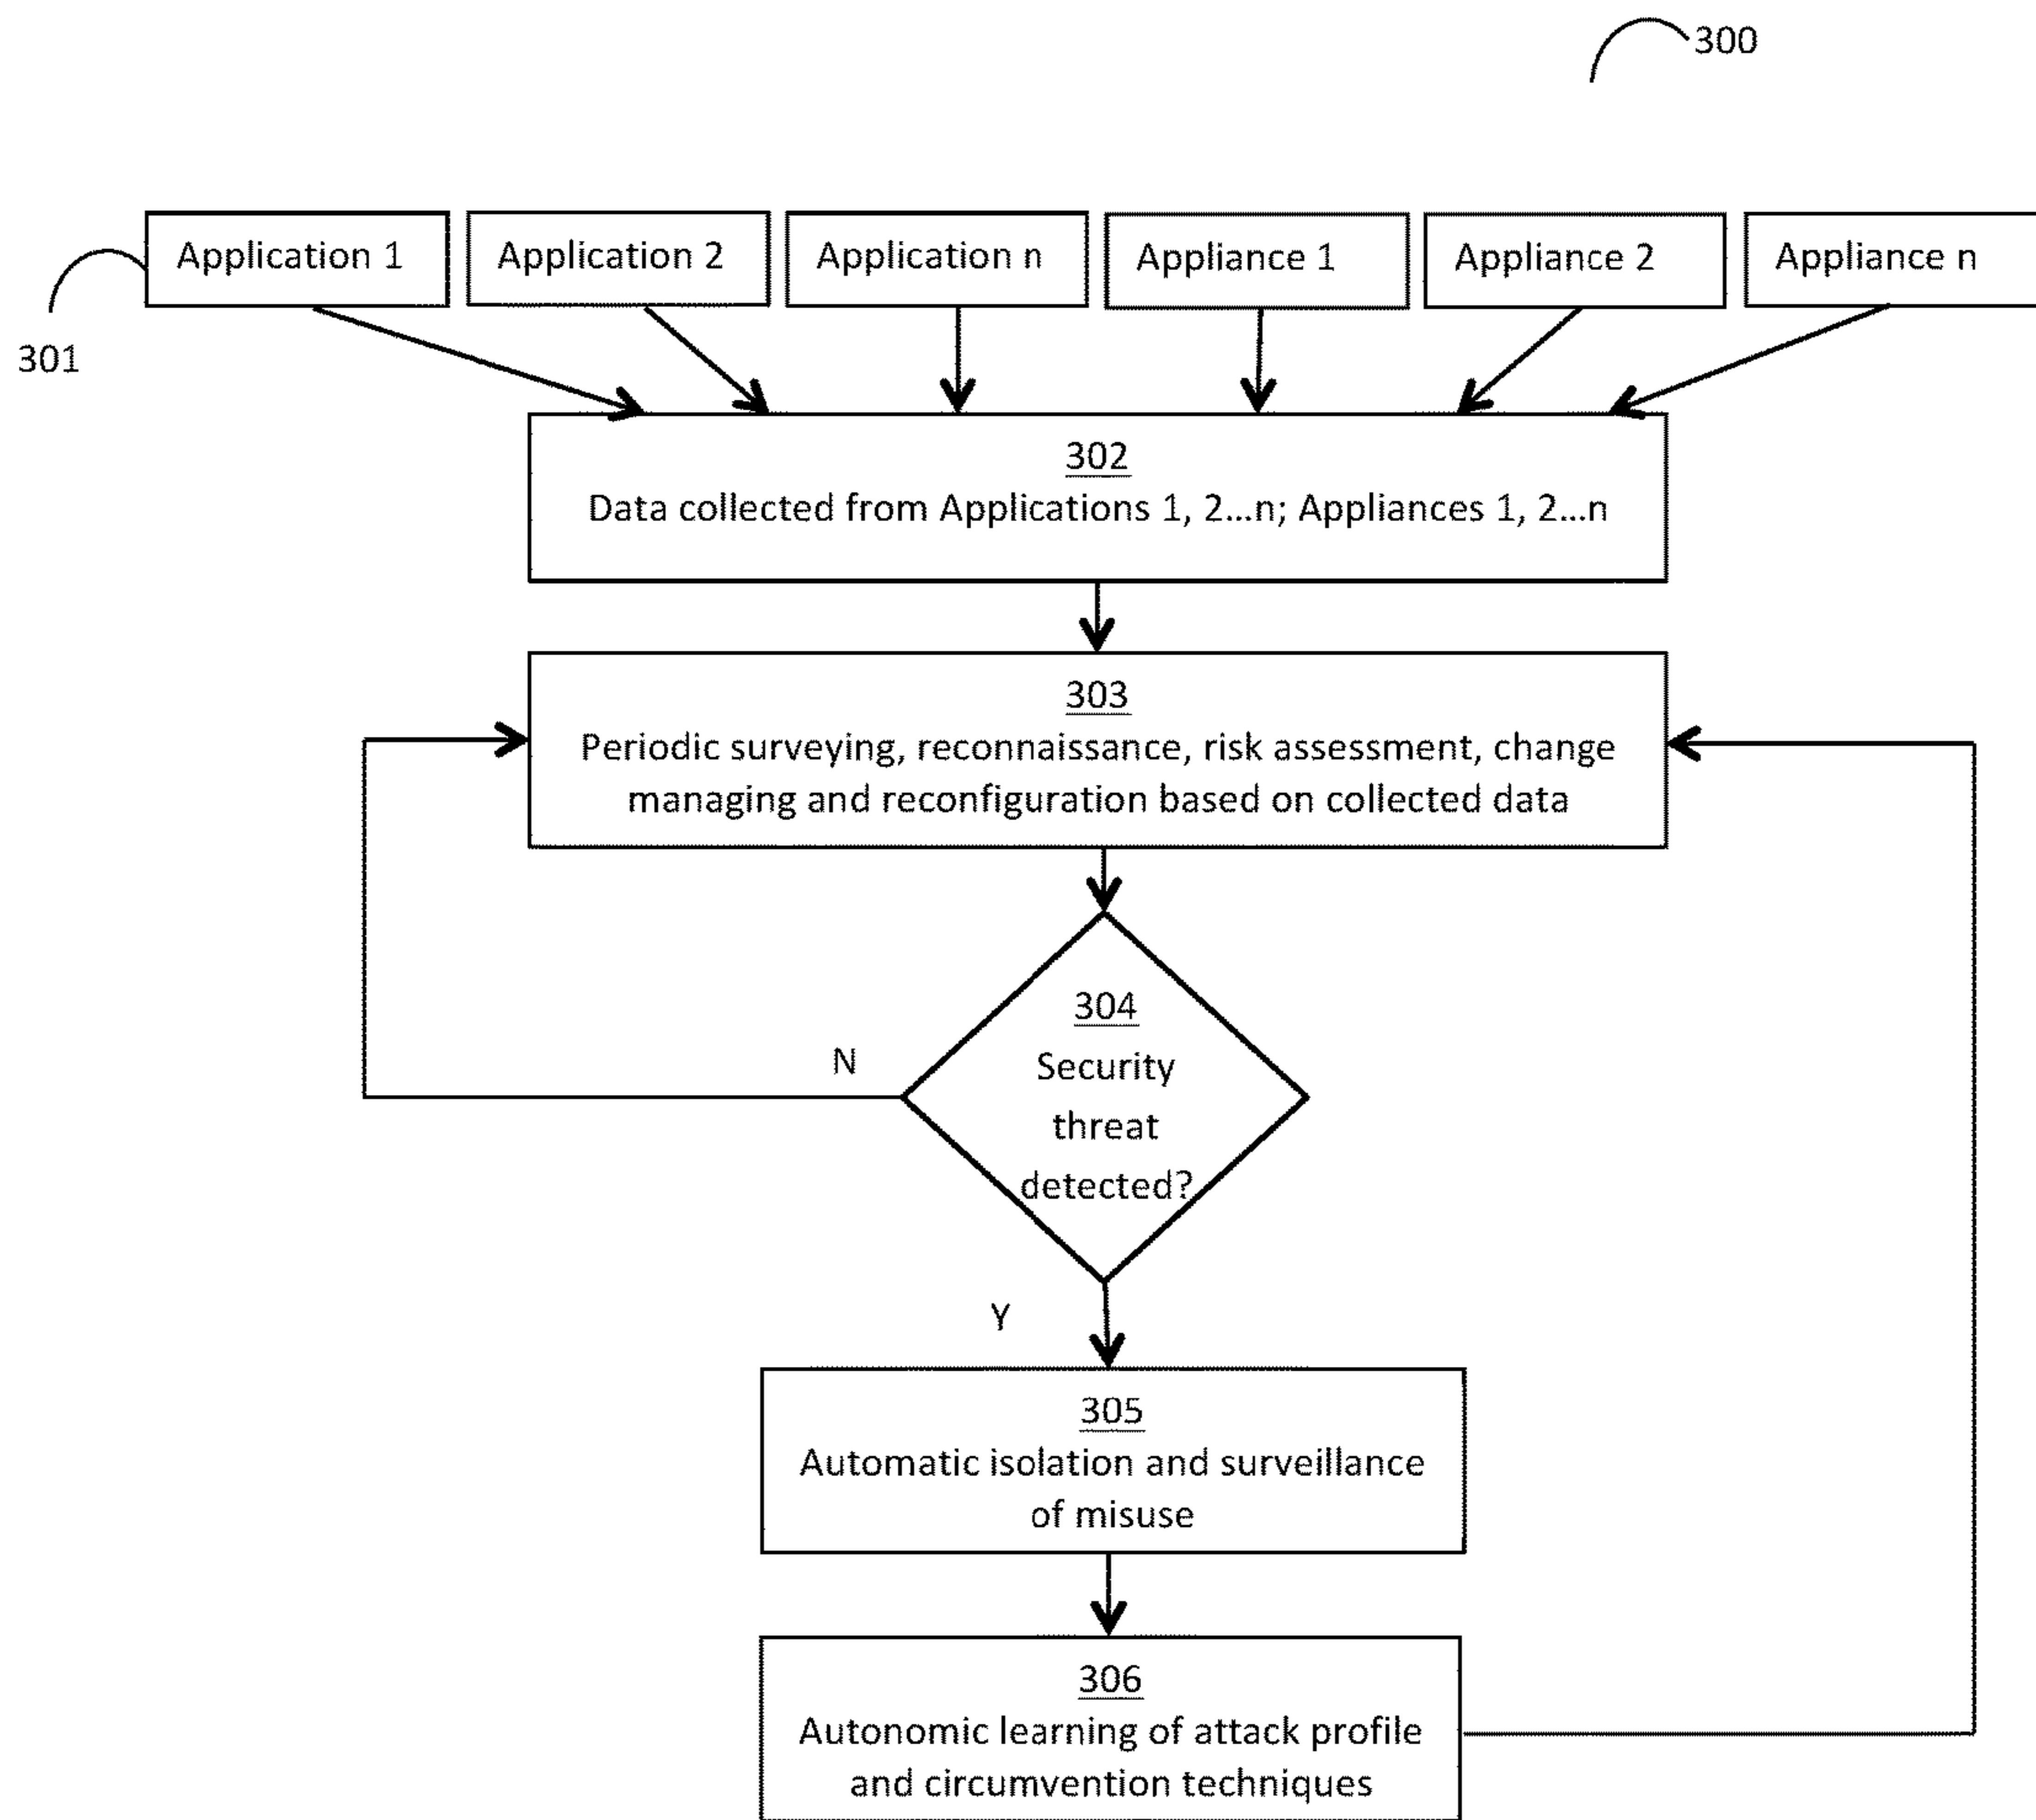 300
Application 1
Application 2
Application n
Appliance 1
Appliance 2
Appliance n
301
302
Data collected from Applications 1, 2...n; Appliances 1, 2...n
303
Periodic surveying, reconnaissance, risk assessment, change
managing and reconfiguration based on collected data
304
Security
threat
detected?
N
Y
305
Automatic isolation and surveillance
of misuse
306
Autonomic learning of attack profile
and circumvention techniques